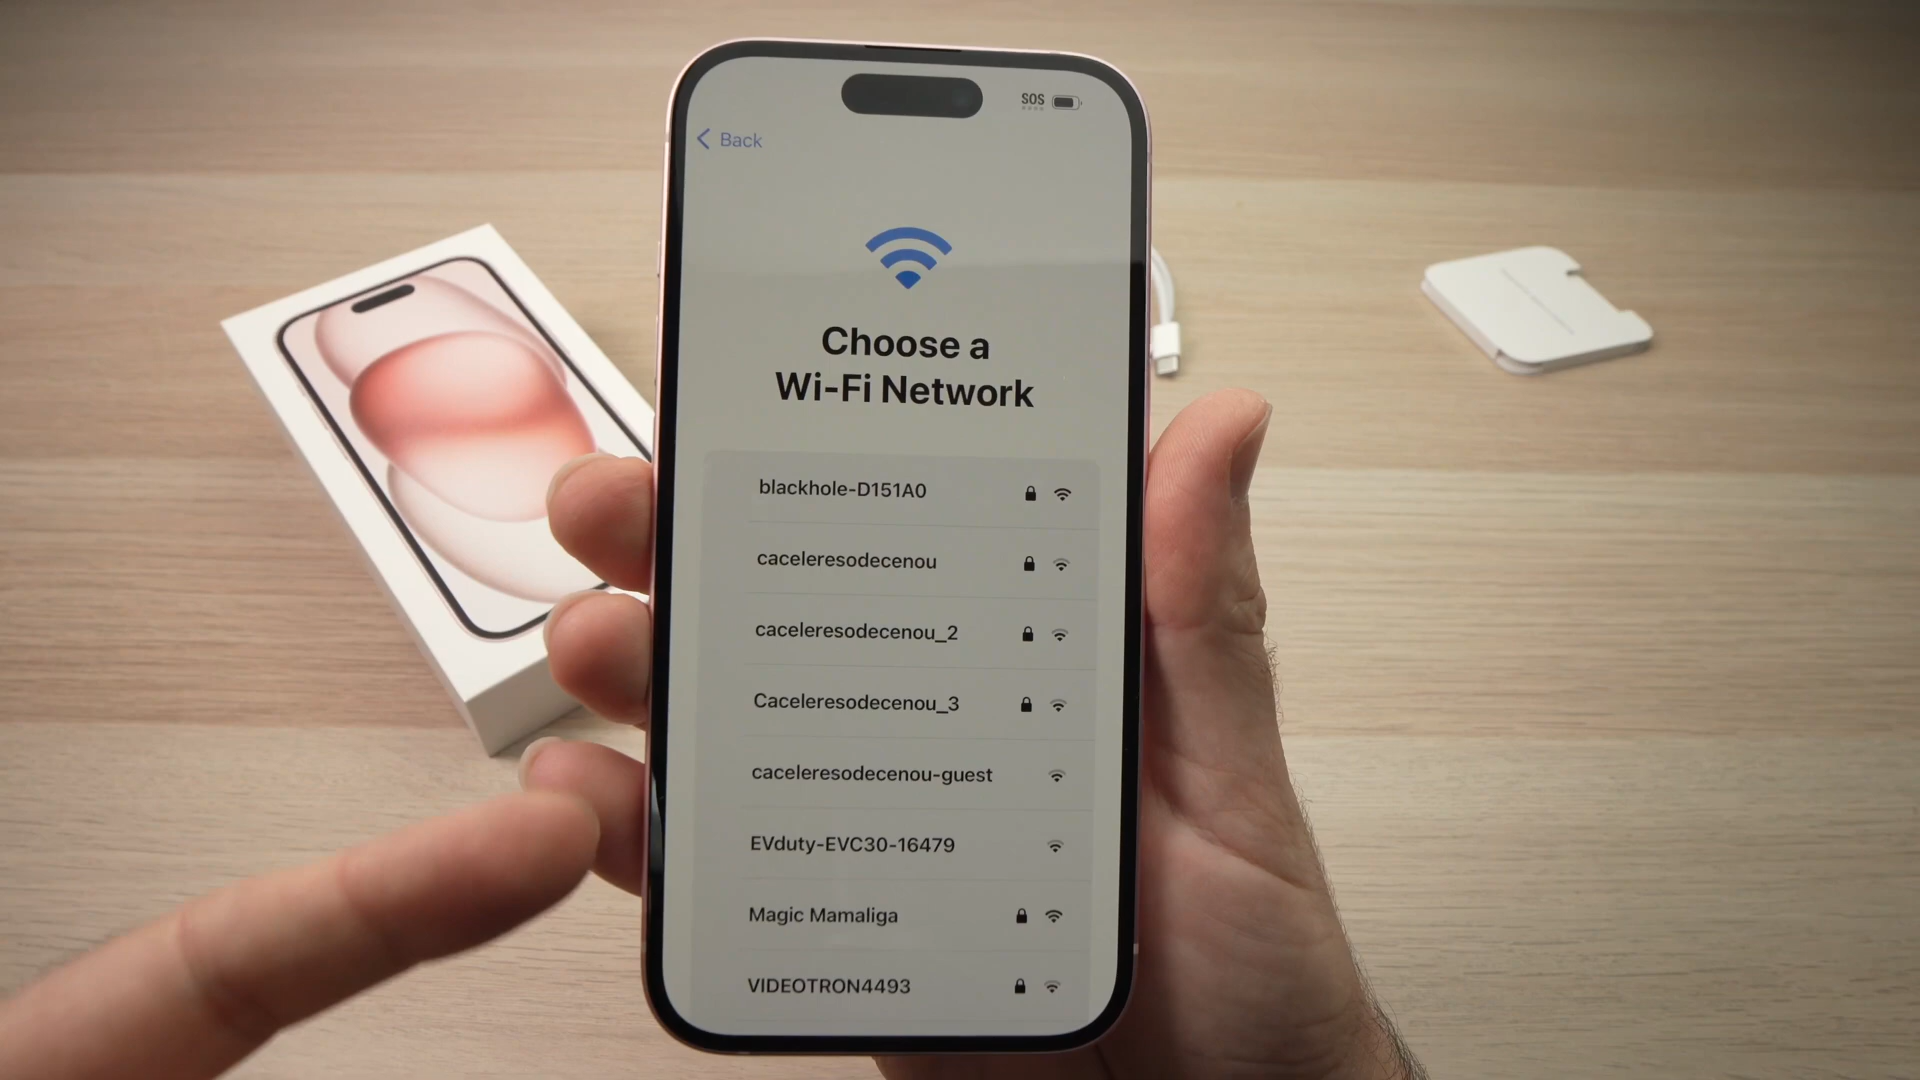 SOS
Back
Choose a
Wi-Fi Network
blackhole-D151A0
caceleresodecenou
caceleresodecenou_2
Caceleresodecenou_3
caceleresodecenou-guest
EVduty-EVC30-16479
Magic Mamaliga
VIDEOTRON4493